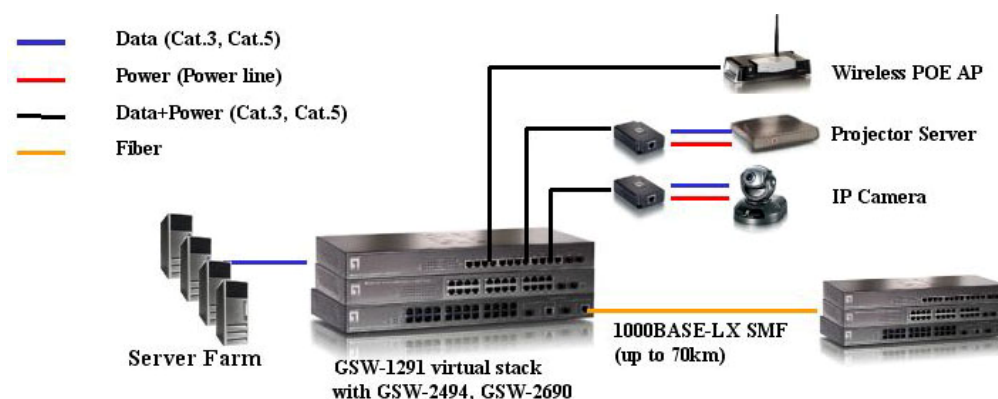 Data (Cat.3, Cat.5)
Power (Power line)
Data+Power (Cat.3, Cat.5)
Fiber
Wireless POE AP
Projector Server
IP Camera
Server Farm
GSW-1291 virtual stack
with GSW-2494, GSW-2690
1000BASE-LX SMF
(up to 70km)